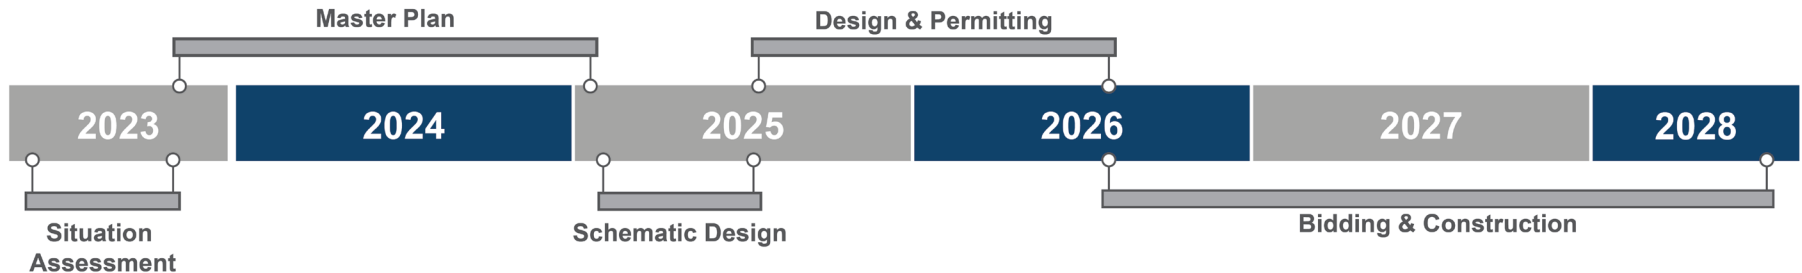 Master Plan
Design & Permitting
2023
2024
2025
2026
2027
2028
Situation
Assessment
Schematic Design
Bidding & Construction